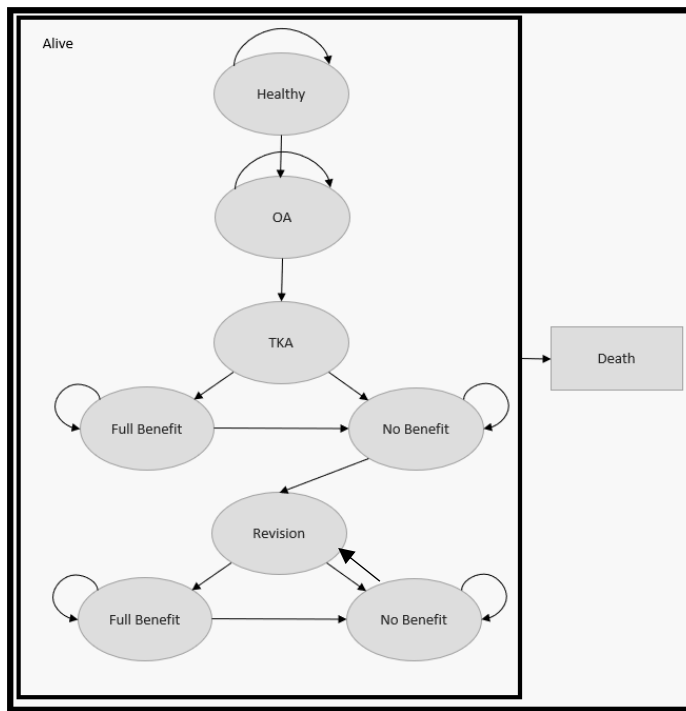 Alive
Healthy
OA
TKA
Death
Full Benefit
No Benefit
Revision
Full Benefit
No Benefit